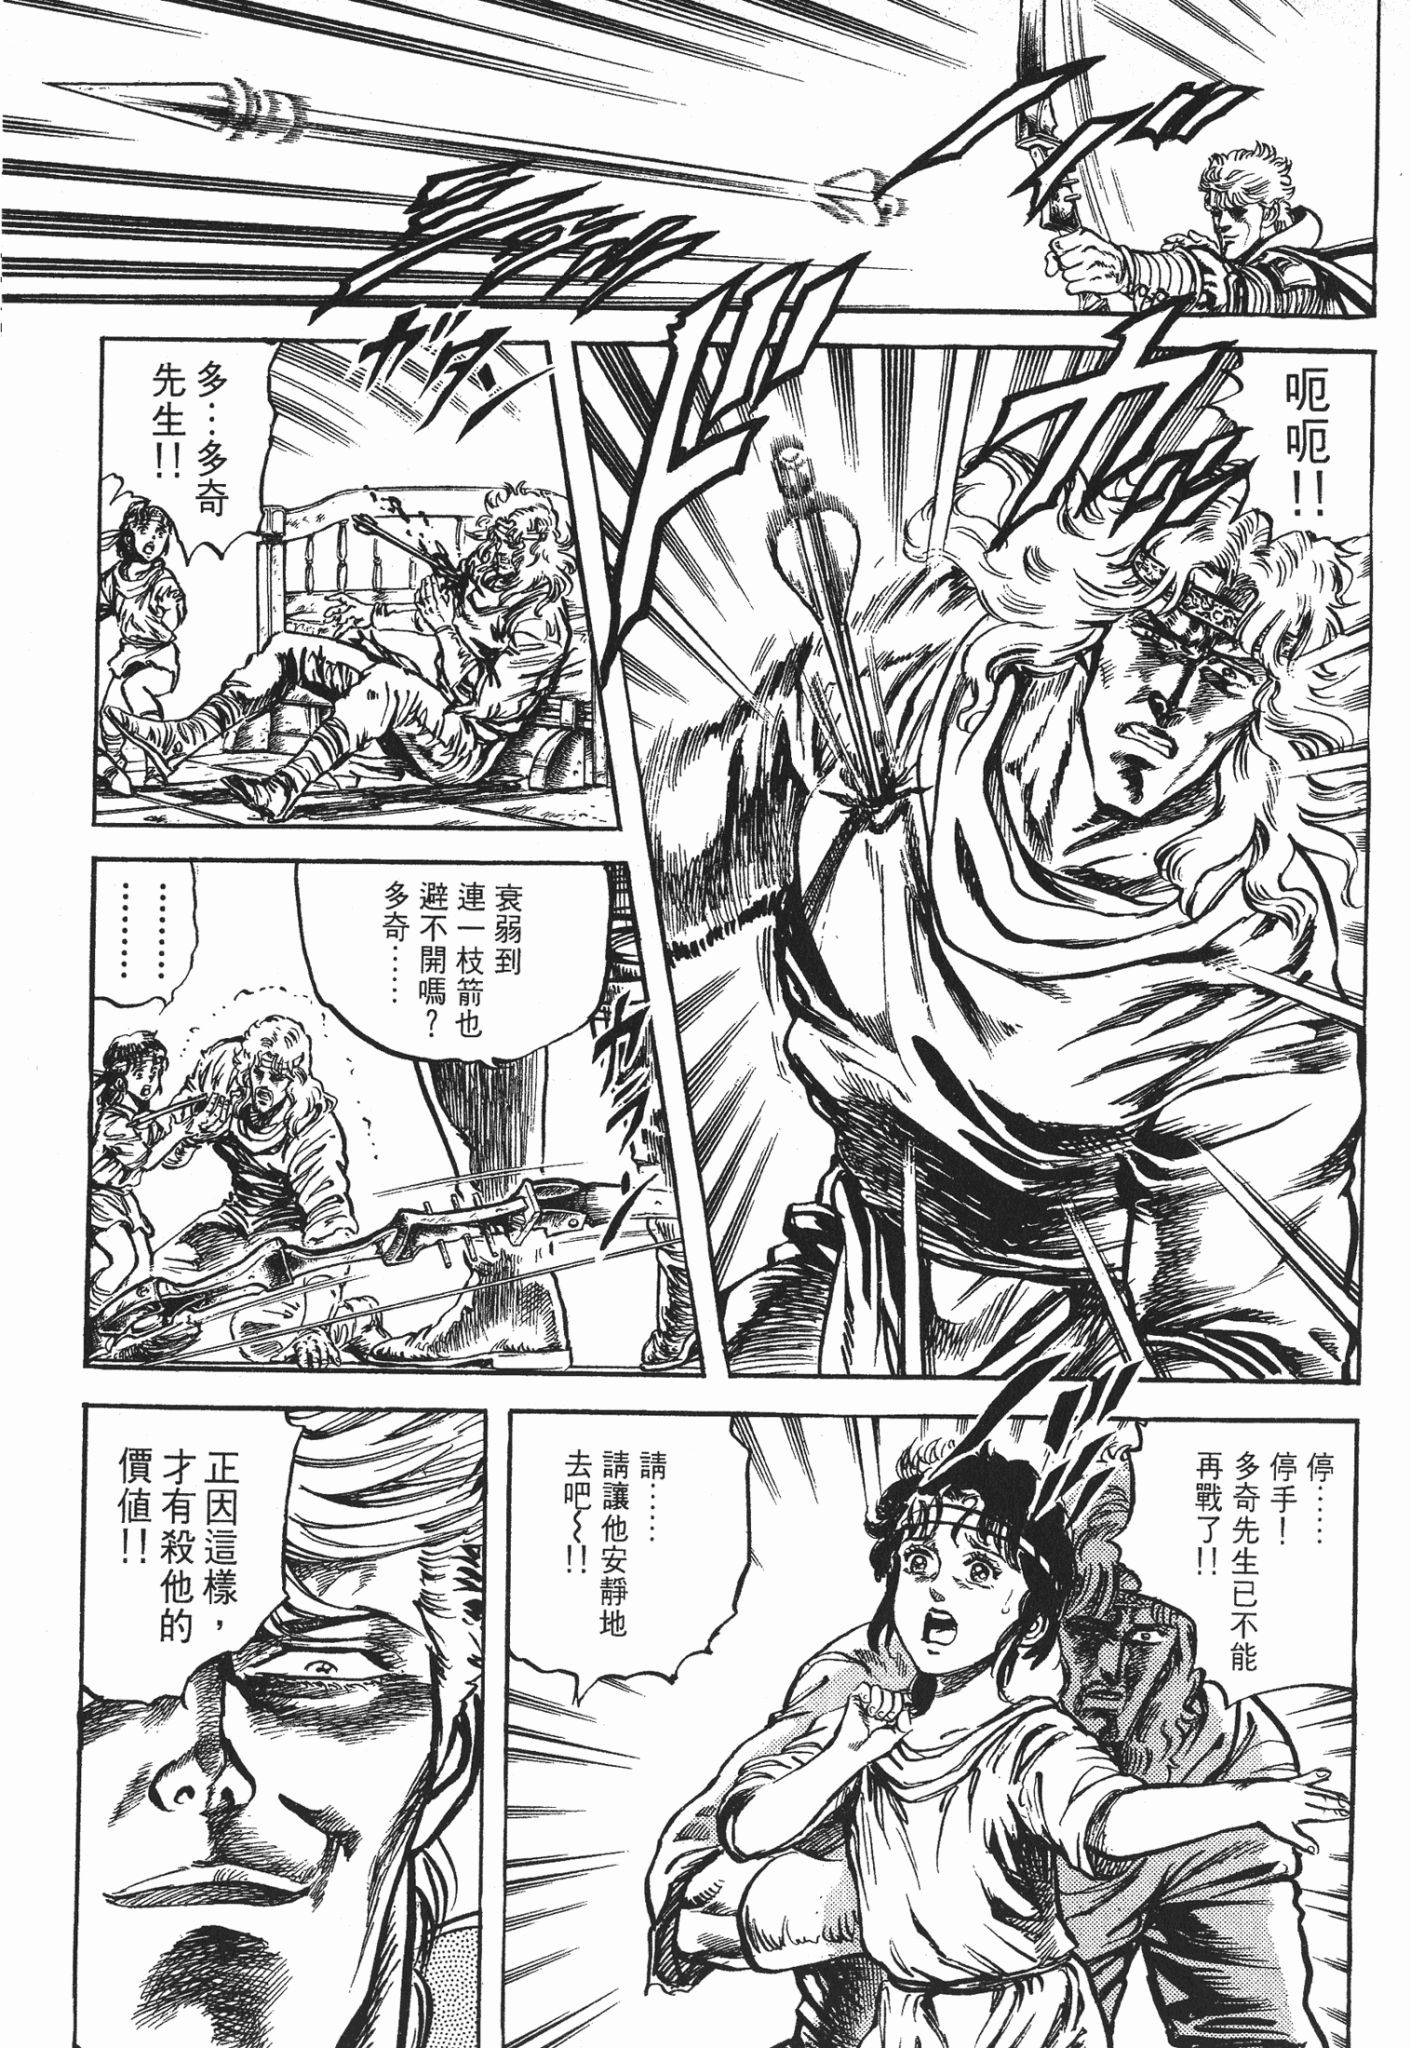 呃呃!!
多…多奇
先生!!
衰弱到
連一枝箭也
避不開嗎？
多奇……
………
………
停……
停手！
多奇先生已不能
再戰了!!
請……
請讓他安靜地
去吧～!!
正因這樣，
才有殺他的
價值!!